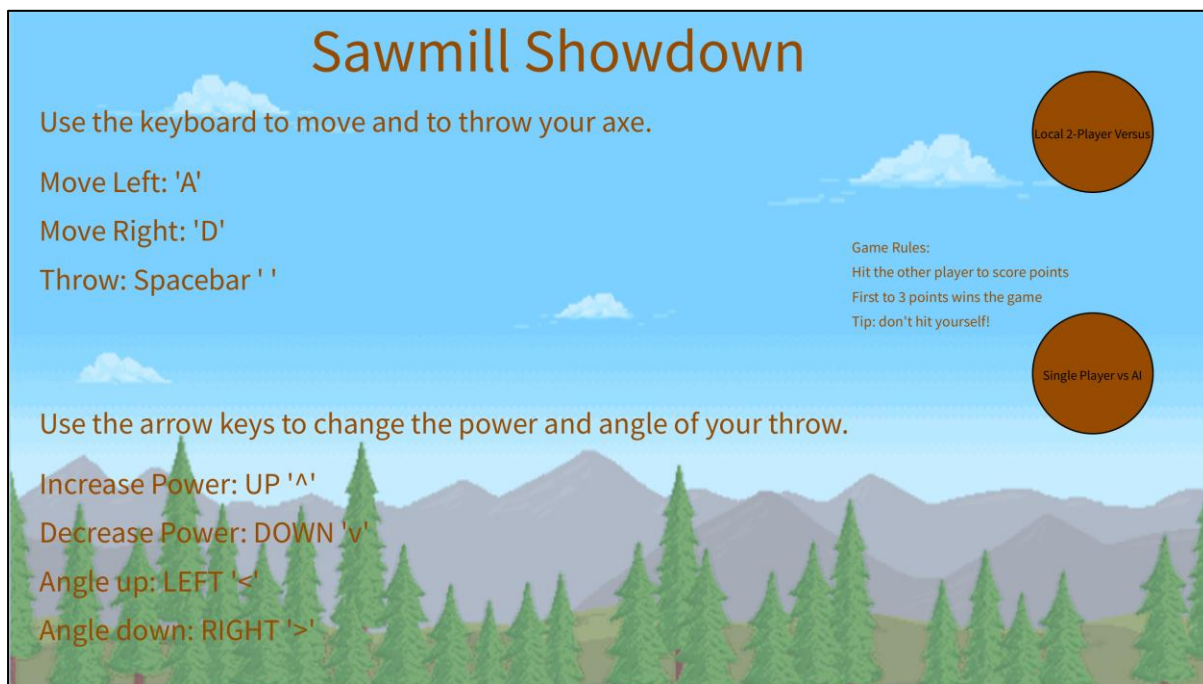 Sawmill Showdown
Use the keyboard to move and to throw your axe.
Move Left: 'A'
Move Right: 'D'
Throw: Spacebar ' '
Local 2-Player Versus
Game Rules:
Hit the other player to score points
First to 3 points wins the game
Tip: don't hit yourself!
Single Player vs AI
Use the arrow keys to change the power and angle of your throw.
Increase Power: UP '^'
Decrease Power: DOWN 'v'
Angle up: LEFT '<'
Angle down: RIGHT '>'